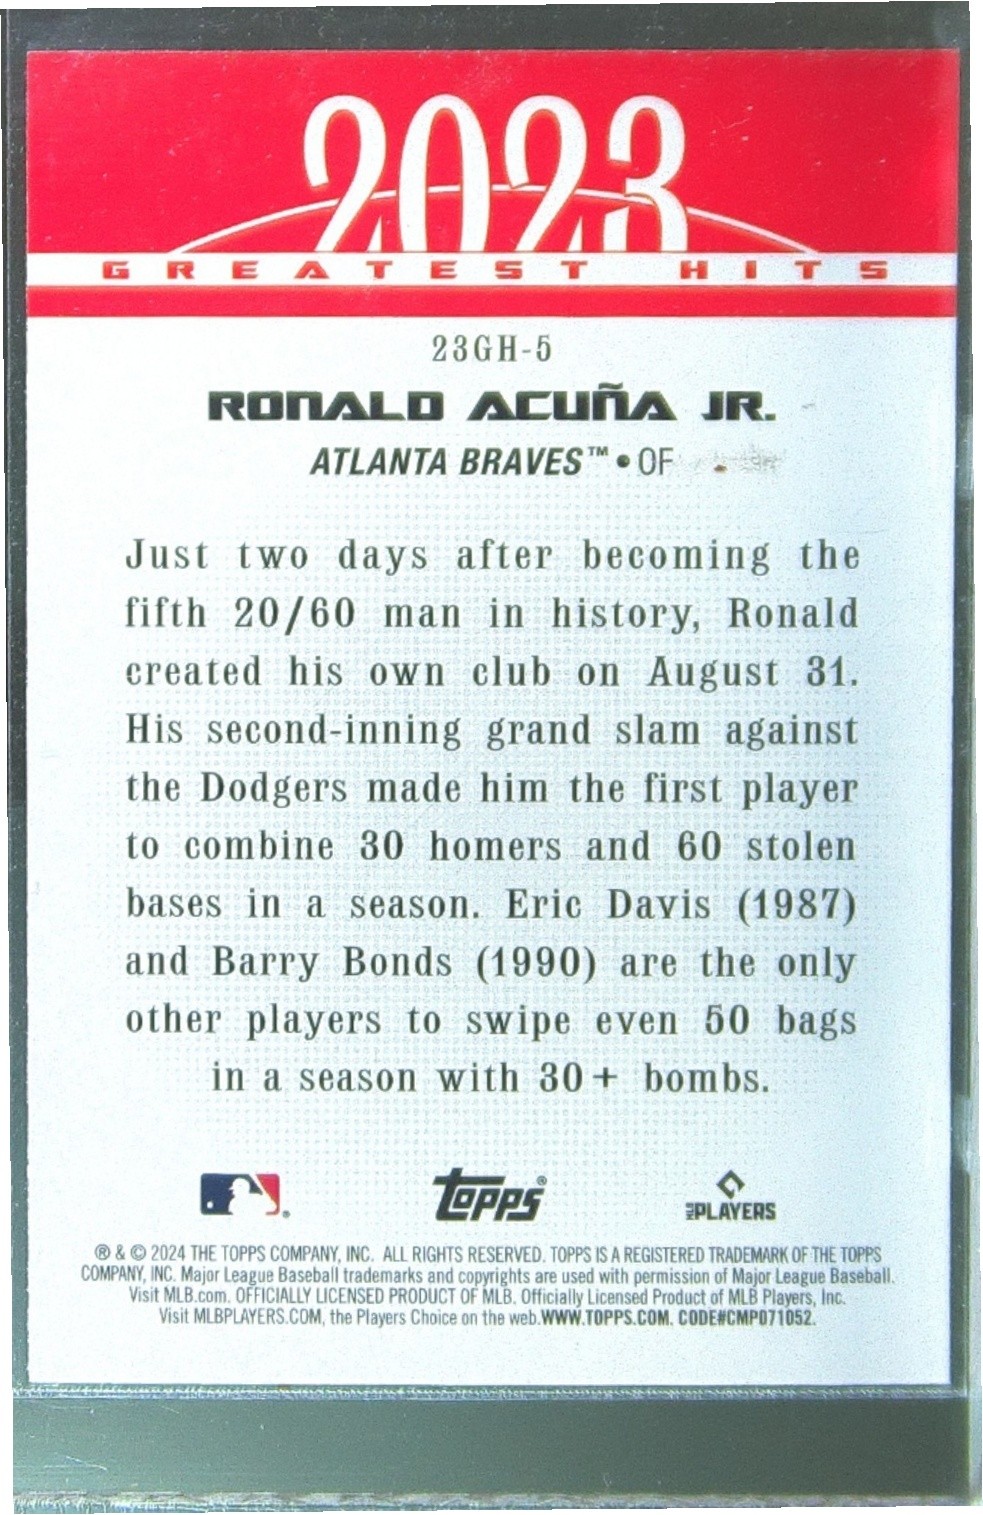 2023
GREATEST HITS
23GH-5
RONALD ACUÑA JR.
ATLANTA BRAVES™ • OF
Just two days after becoming the
fifth 20/60 man in history, Ronald
created his own club on August 31.
His second-inning grand slam against
the Dodgers made him the first player
to combine 30 homers and 60 stolen
bases in a season. Eric Davis (1987)
and Barry Bonds (1990) are the only
other players to swipe even 50 bags
in a season with 30+ bombs.
topps®
MLB PLAYERS
® & © 2024 THE TOPPS COMPANY, INC. ALL RIGHTS RESERVED. TOPPS IS A REGISTERED TRADEMARK OF THE TOPPS
COMPANY, INC. Major League Baseball trademarks and copyrights are used with permission of Major League Baseball.
Visit MLB.com. OFFICIALLY LICENSED PRODUCT OF MLB. Officially Licensed Product of MLB Players, Inc.
Visit MLBPLAYERS.COM, the Players Choice on the web. WWW.TOPPS.COM. CODE#CMP071052.